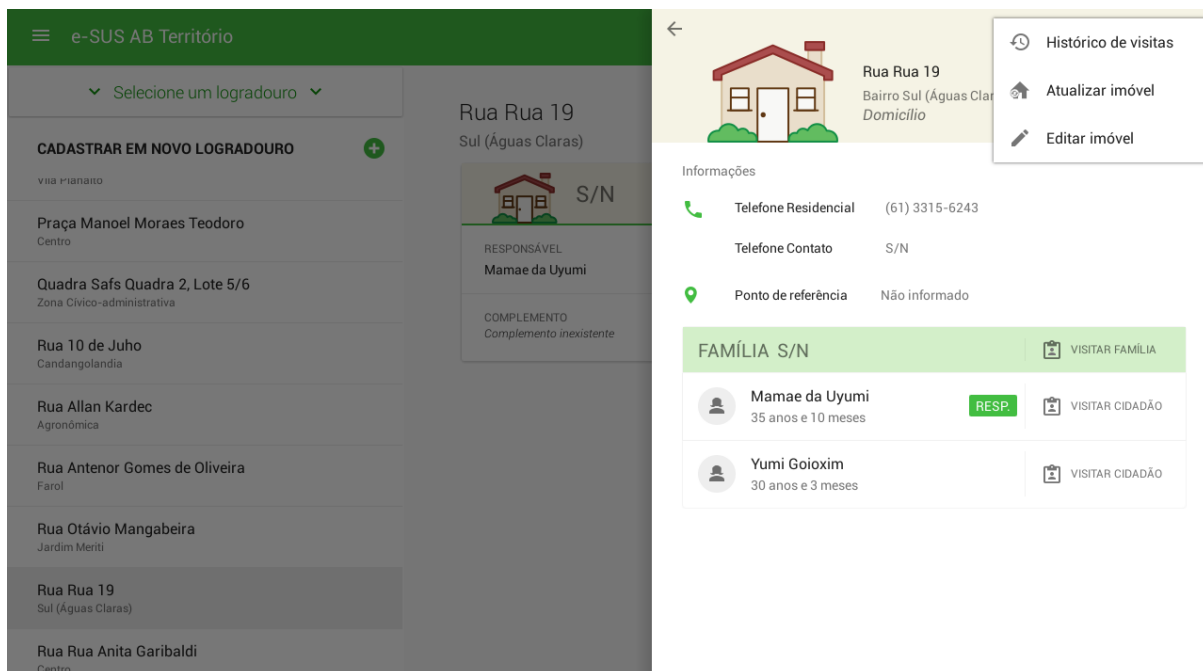 e-SUS AB Território
Selecione um logradouro
CADASTRAR EM NOVO LOGRADOURO
Vila Planalto
Praça Manoel Moraes Teodoro
Centro
Quadra Safs Quadra 2, Lote 5/6
Zona Cívico-administrativa
Rua 10 de Juho
Candangolandia
Rua Allan Kardec
Agronômica
Rua Antenor Gomes de Oliveira
Farol
Rua Otávio Mangabeira
Jardim Meriti
Rua Rua 19
Sul (Águas Claras)
Rua Rua Anita Garibaldi
Centro
Rua Rua 19
Sul (Águas Claras)
S/N
RESPONSÁVEL
Mamae da Uyumi
COMPLEMENTO
Complemento inexistente
Rua Rua 19
Bairro Sul (Águas Clar
Domicílio
Histórico de visitas
Atualizar imóvel
Editar imóvel
Informações
Telefone Residencial (61) 3315-6243
Telefone Contato S/N
Ponto de referência Não informado
FAMÍLIA S/N VISITAR FAMÍLIA
Mamae da Uyumi
35 anos e 10 meses
RESP. VISITAR CIDADÃO
Yumi Goioxim
30 anos e 3 meses
VISITAR CIDADÃO